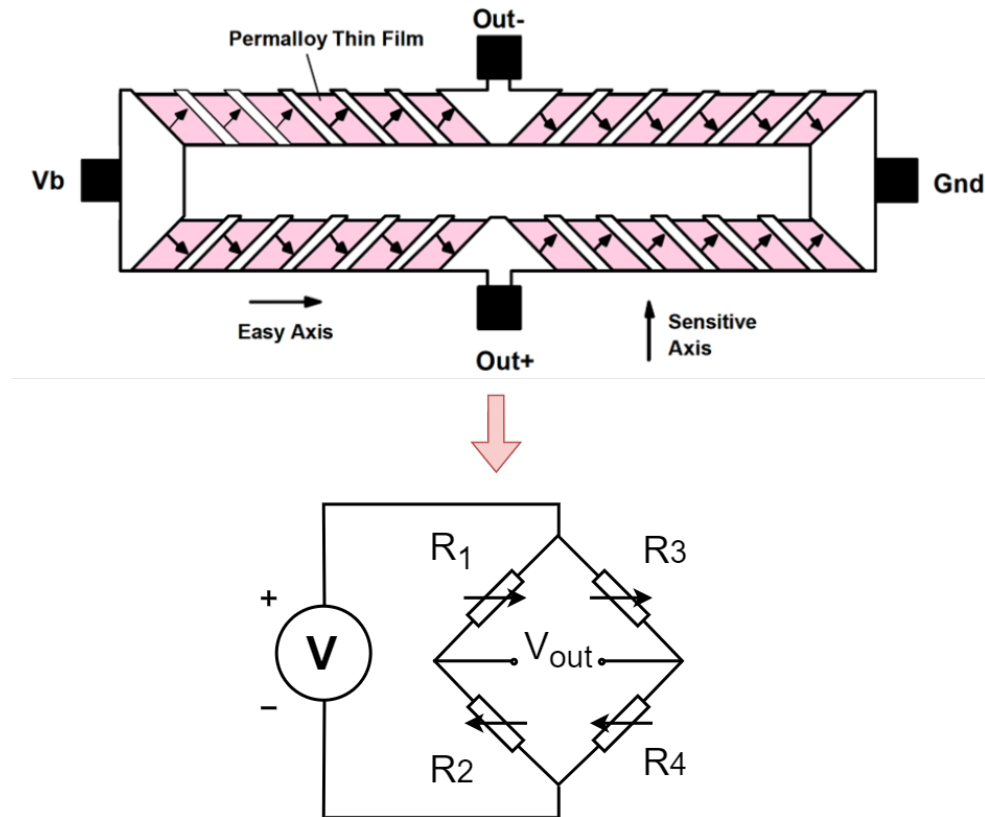 Out-
Permalloy Thin Film
Vb
Gnd
Easy Axis
Sensitive
Axis
Out+
R1
R3
+
V
Vout
−
R2
R4